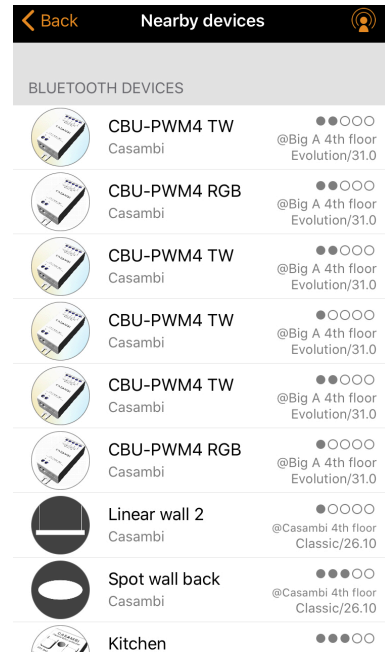 Back
Nearby devices
BLUETOOTH DEVICES
CBU-PWM4 TW
Casambi
@Big A 4th floor
Evolution/31.0
CBU-PWM4 RGB
Casambi
@Big A 4th floor
Evolution/31.0
CBU-PWM4 TW
Casambi
@Big A 4th floor
Evolution/31.0
CBU-PWM4 TW
Casambi
@Big A 4th floor
Evolution/31.0
CBU-PWM4 TW
Casambi
@Big A 4th floor
Evolution/31.0
CBU-PWM4 RGB
Casambi
@Big A 4th floor
Evolution/31.0
Linear wall 2
Casambi
@Casambi 4th floor
Classic/26.10
Spot wall back
Casambi
@Casambi 4th floor
Classic/26.10
CASAMBI
Kitchen